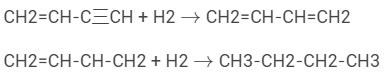 CH2=CH-C☰CH + H2 → CH2=CH-CH=CH2
CH2=CH-CH-CH2 + H2 → CH3-CH2-CH2-CH3